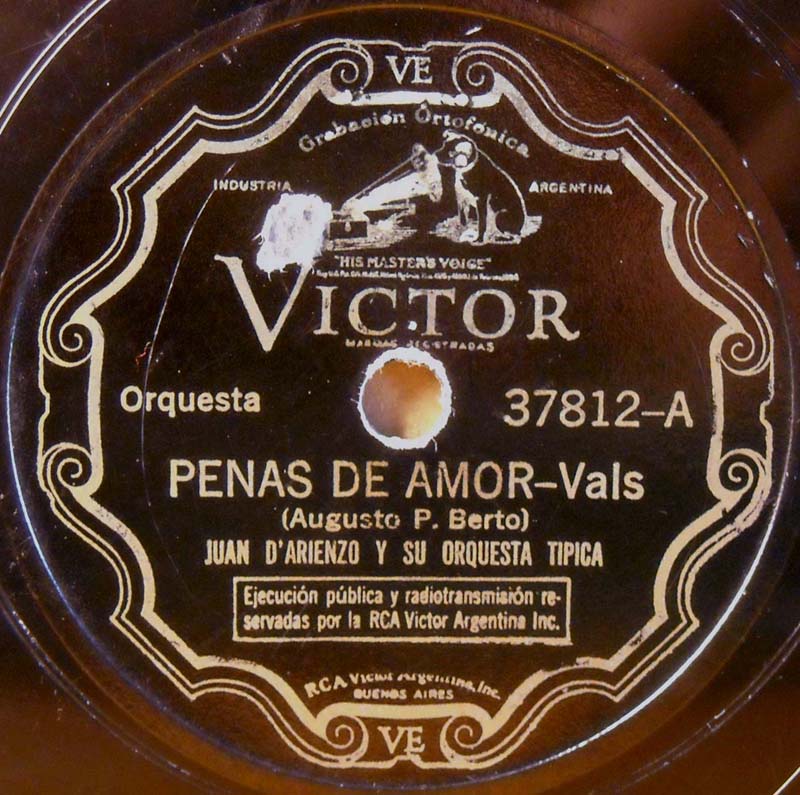 VE
Grabación Ortofónica
INDUSTRIA ARGENTINA
"HIS MASTER'S VOICE"
VICTOR
MARCAS REGISTRADAS
Orquesta 37812-A
PENAS DE AMOR-Vals
(Augusto P. Berto)
JUAN D'ARIENZO Y SU ORQUESTA TIPICA
Ejecución pública y radiotransmisión re-
servadas por la RCA Victor Argentina Inc.
RCA Victor Argentina, Inc.
BUENOS AIRES
VE